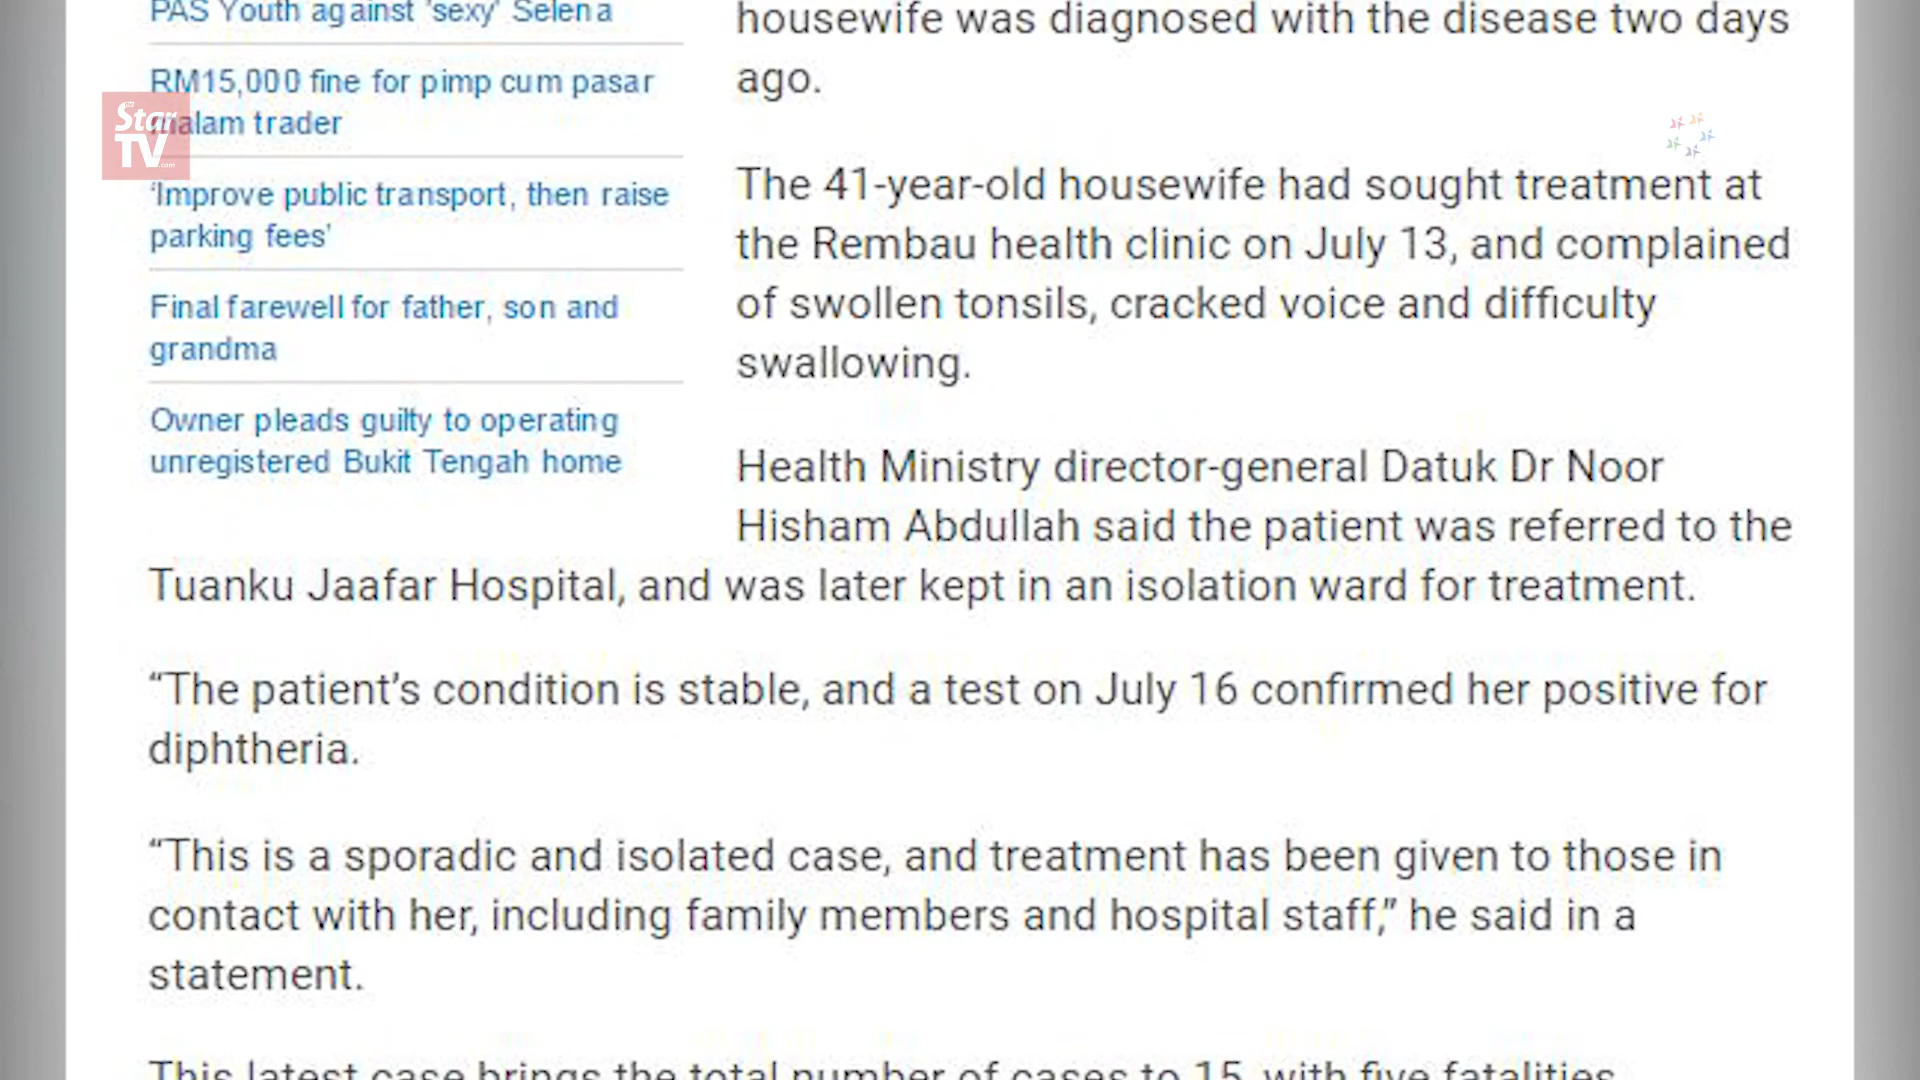 PAS Youth against 'sexy' Selena
RM15,000 fine for pimp cum pasar
malam trader
‘Improve public transport, then raise
parking fees’
Final farewell for father, son and
grandma
Owner pleads guilty to operating
unregistered Bukit Tengah home
Star
TV
.com
housewife was diagnosed with the disease two days
ago.
The 41-year-old housewife had sought treatment at
the Rembau health clinic on July 13, and complained
of swollen tonsils, cracked voice and difficulty
swallowing.
Health Ministry director-general Datuk Dr Noor
Hisham Abdullah said the patient was referred to the
Tuanku Jaafar Hospital, and was later kept in an isolation ward for treatment.
“The patient’s condition is stable, and a test on July 16 confirmed her positive for
diphtheria.
“This is a sporadic and isolated case, and treatment has been given to those in
contact with her, including family members and hospital staff,” he said in a
statement.
This latest case brings the total number of cases to 15, with five fatalities